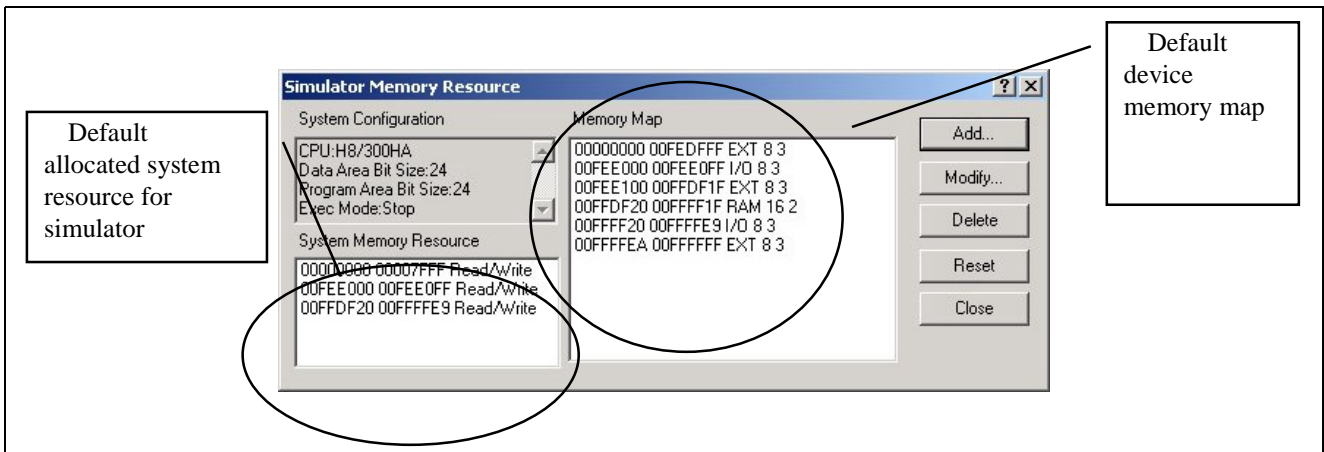 Default
allocated system
resource for
simulator
Simulator Memory Resource
System Configuration
CPU:H8/300HA
Data Area Bit Size:24
Program Area Bit Size:24
Exec Mode:Stop
System Memory Resource
00000000 00007FFF Read/Write
00FEE000 00FEE0FF Read/Write
00FFDF20 00FFFFE9 Read/Write
Memory Map
00000000 00FEDFFF EXT 8 3
00FEE000 00FEE0FF I/O 8 3
00FEE100 00FFDF1F EXT 8 3
00FFDF20 00FFFF1F RAM 16 2
00FFFF20 00FFFFE9 I/O 8 3
00FFFFEA 00FFFFFF EXT 8 3
Add...
Modify...
Delete
Reset
Close
Default
device
memory map